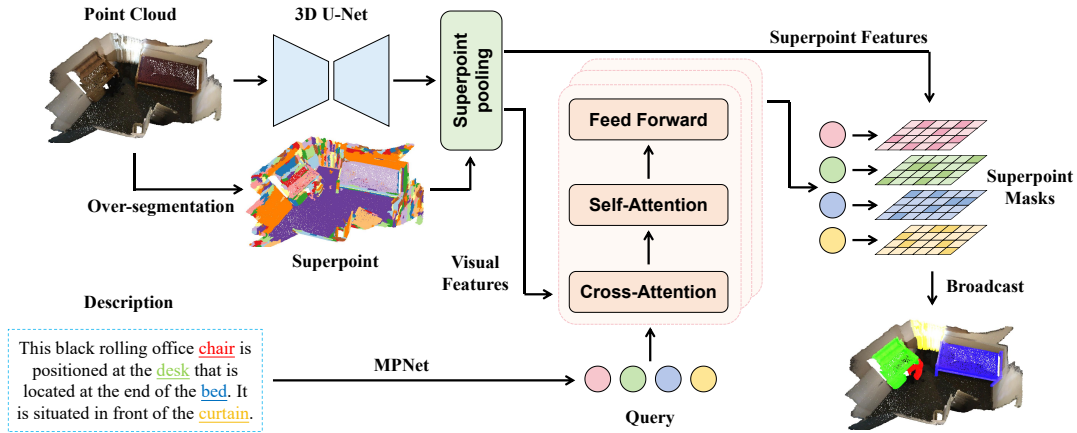 Point Cloud
3D U-Net
Superpoint
pooling
Superpoint Features
Feed Forward
Self-Attention
Cross-Attention
Over-segmentation
Superpoint
Visual
Features
Superpoint
Masks
Broadcast
Description
This black rolling office chair is
positioned at the desk that is
located at the end of the bed. It
is situated in front of the curtain.
MPNet
Query